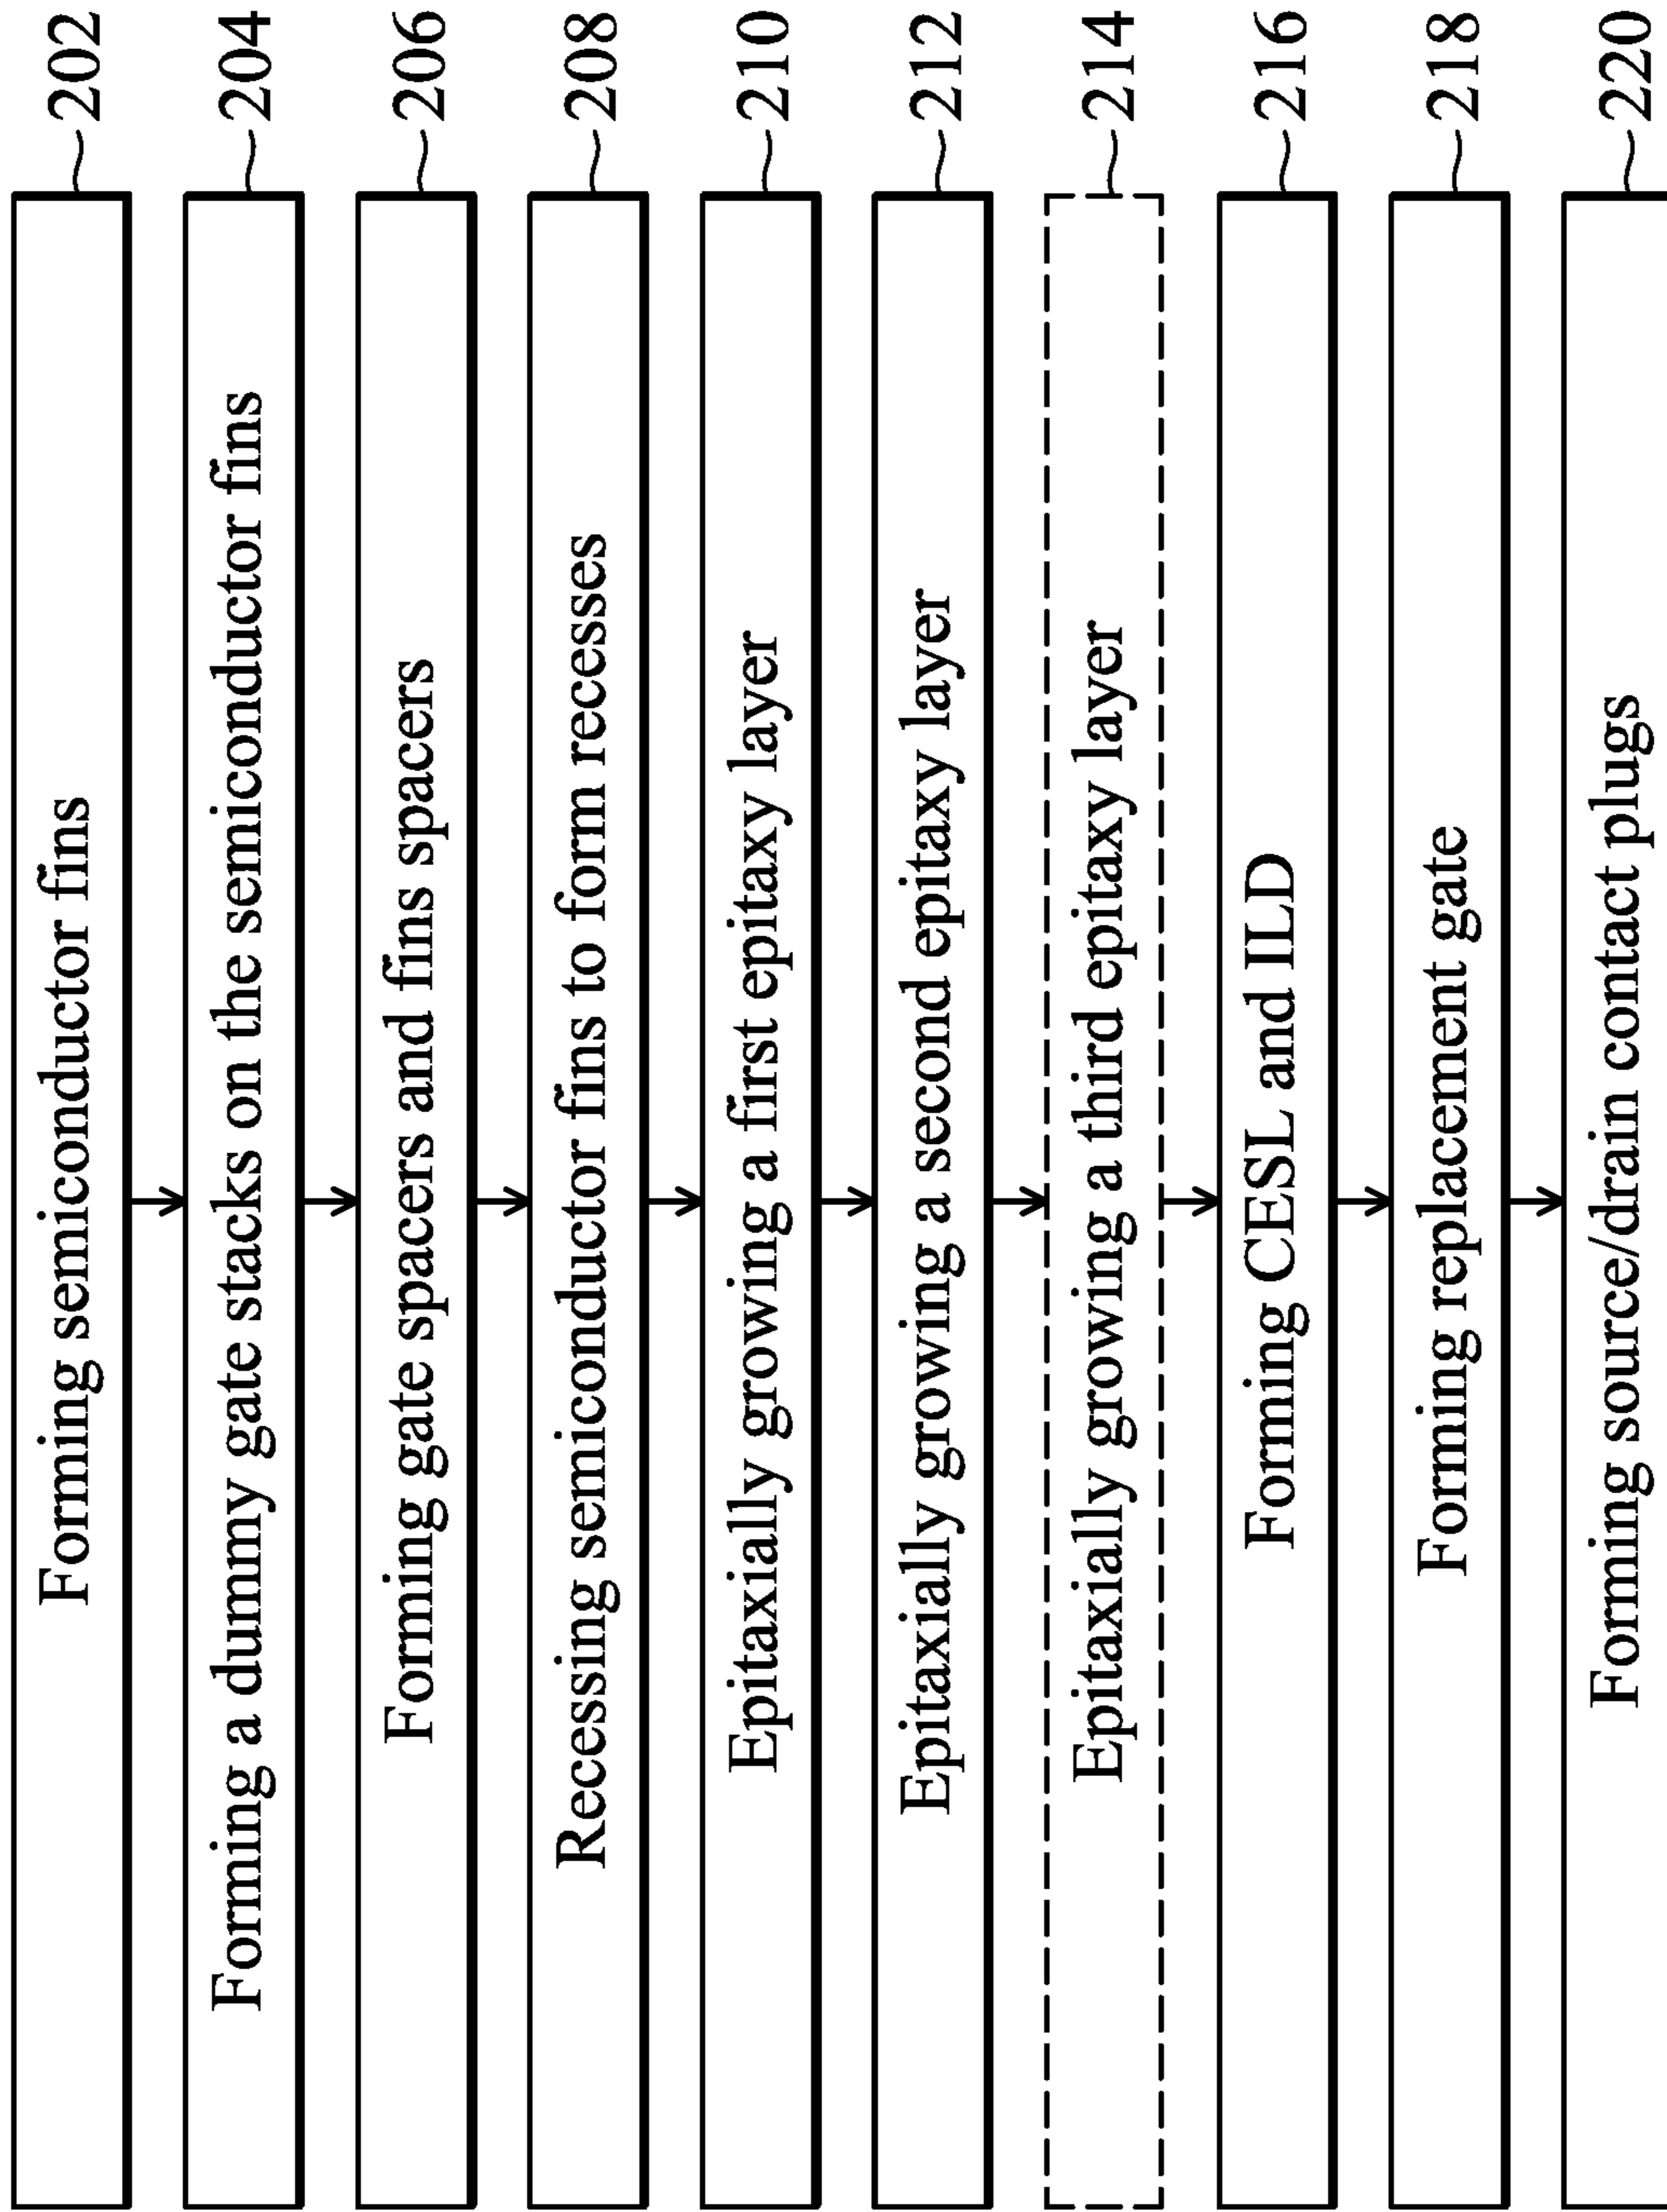 Forming semiconductor fins
202
Forming a dummy gate stacks on the semiconductor fins
204
Forming gate spacers and fins spacers
206
Recessing semiconductor fins to form recesses
208
Epitaxially growing a first epitaxy layer
210
Epitaxially growing a second epitaxy layer
212
Epitaxially growing a third epitaxy layer
214
Forming CESL and ILD
216
Forming replacement gate
218
Forming source/drain contact plugs
220